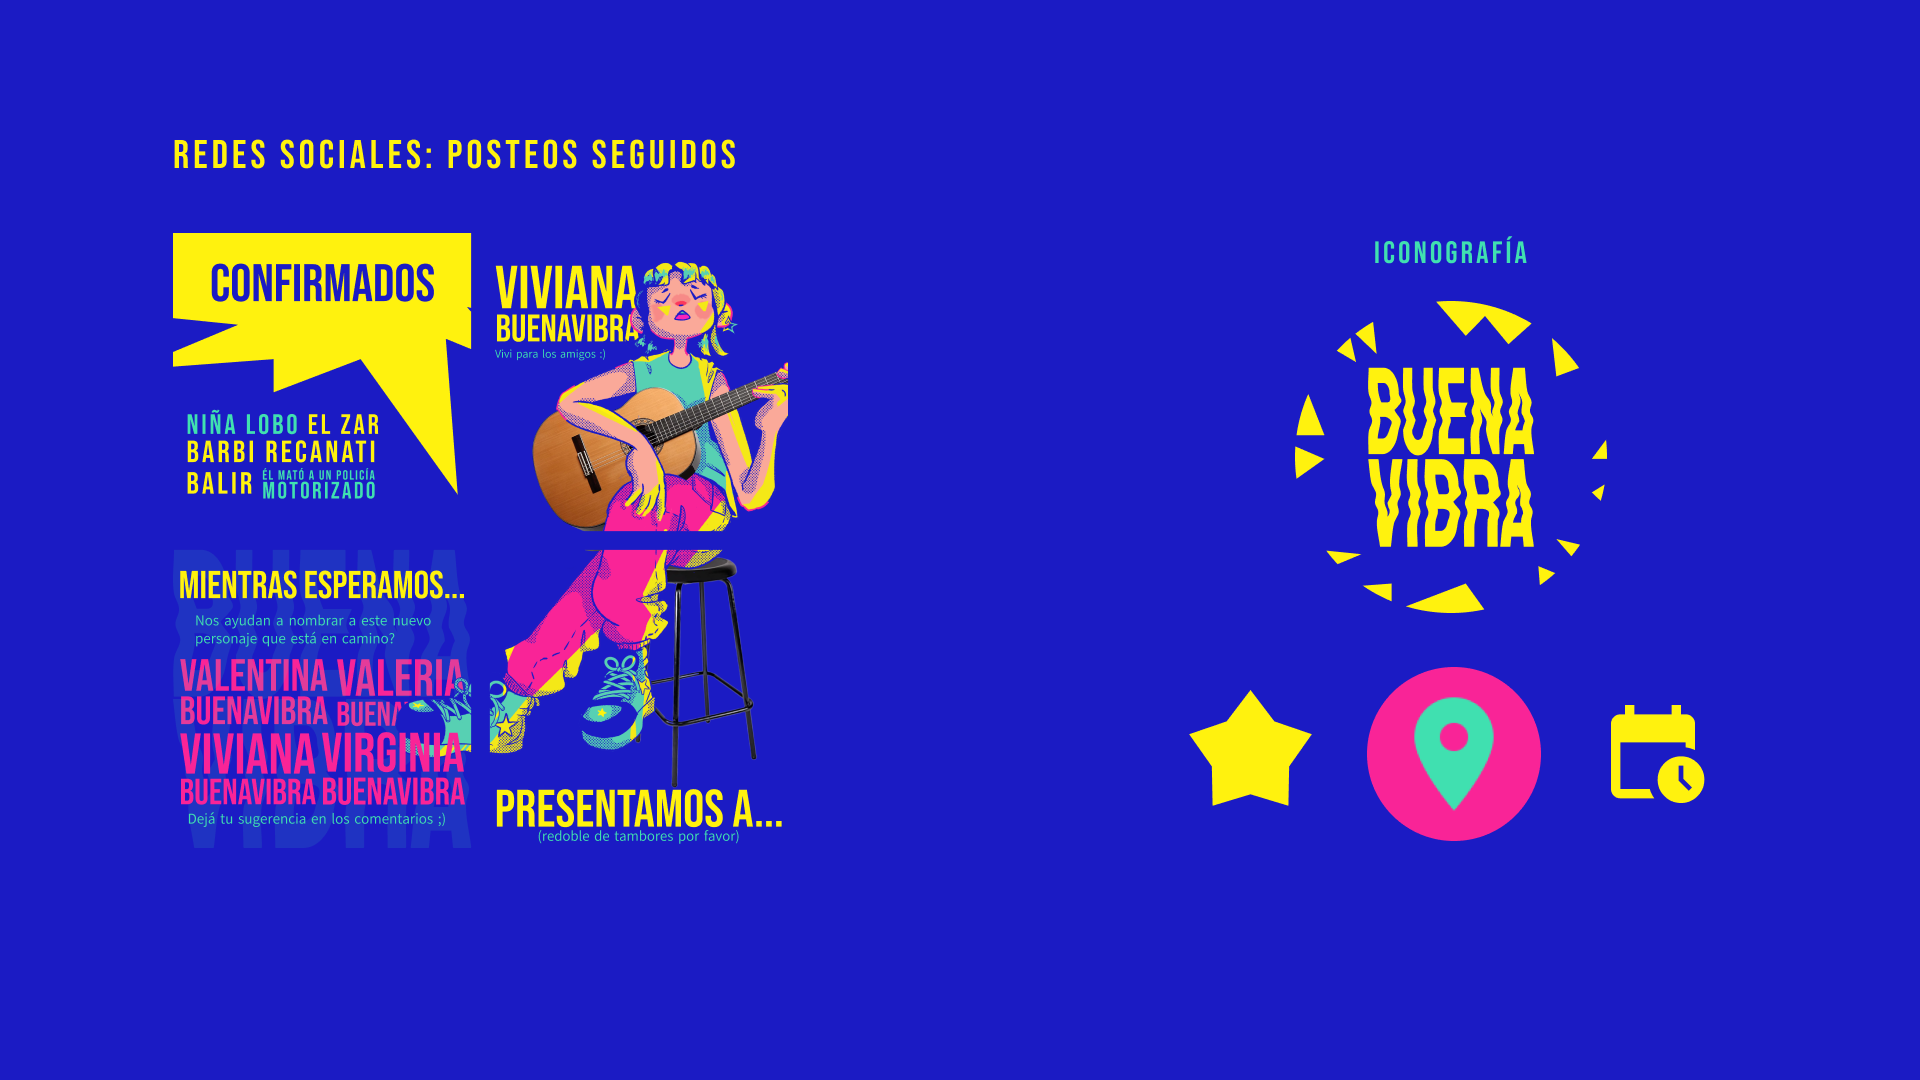 REDES SOCIALES: POSTEOS SEGUIDOS
CONFIRMADOS
NIÑA LOBO EL ZAR
BARBI RECANATI
BALIR ÉL MATÓ A UN POLICÍA
MOTORIZADO
VIVIANA
BUENAVIBRA
Vivi para los amigos :)
MIENTRAS ESPERAMOS...
Nos ayudan a nombrar a este nuevo
personaje que está en camino?
VALENTINA VALERIA
BUENAVIBRA BUENA
VIVIANA VIRGINIA
BUENAVIBRA BUENAVIBRA
Dejá tu sugerencia en los comentarios ;)
PRESENTAMOS A...
(redoble de tambores por favor)
ICONOGRAFÍA
BUENA
VIBRA